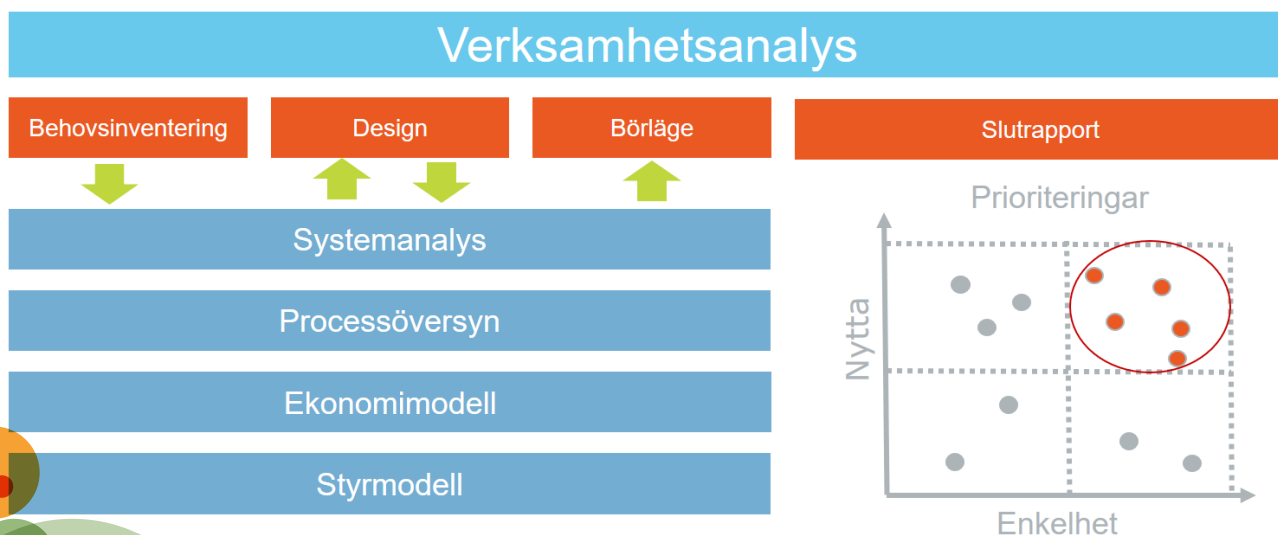 Verksamhetsanalys
Behovsinventering
Design
Börläge
Slutrapport
Systemanalys
Processöversyn
Ekonomimodell
Styrmodell
Prioriteringar
Nytta
Enkelhet